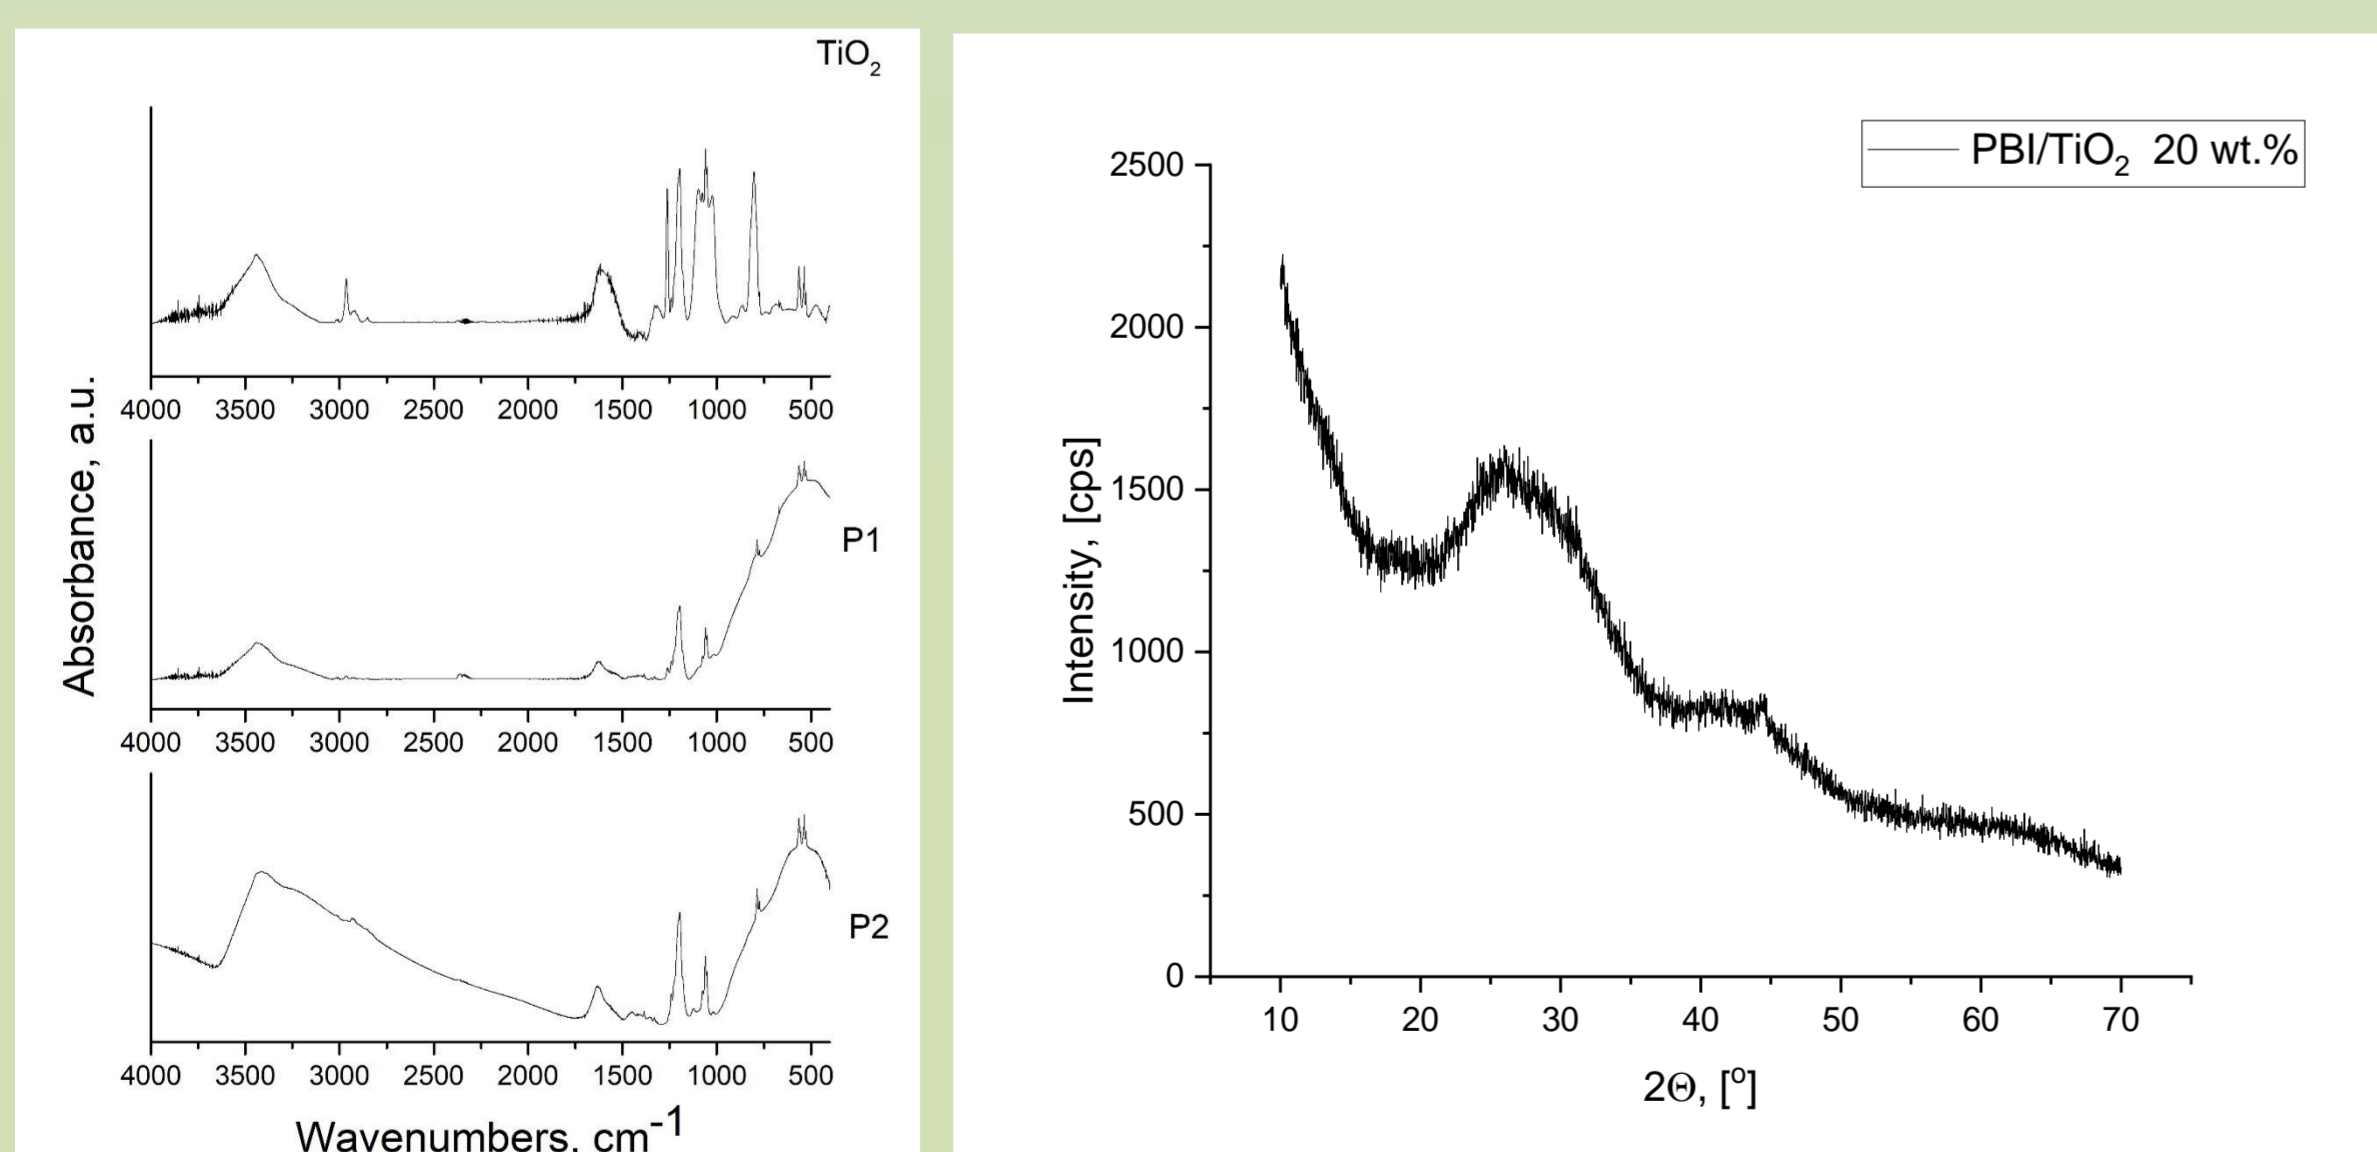 TiO2
Absorbance, a.u.
4000 3500 3000 2500 2000 1500 1000 500
P1
4000 3500 3000 2500 2000 1500 1000 500
P2
4000 3500 3000 2500 2000 1500 1000 500
Wavenumbers, cm-1
PBI/TiO2 20 wt.%
Intensity, [cps]
2500
2000
1500
1000
500
0
10 20 30 40 50 60 70
2Θ, [o]